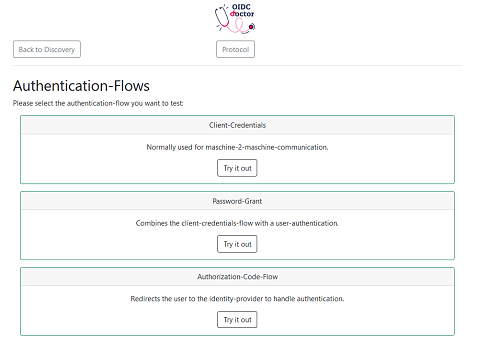 OIDC
doctor
Back to Discovery
Protocol
Authentication-Flows
Please select the authentication-flow you want to test:
Client-Credentials
Normally used for maschine-2-maschine-communication.
Try it out
Password-Grant
Combines the client-credentials-flow with a user-authentication.
Try it out
Authorization-Code-Flow
Redirects the user to the identity-provider to handle authentication.
Try it out